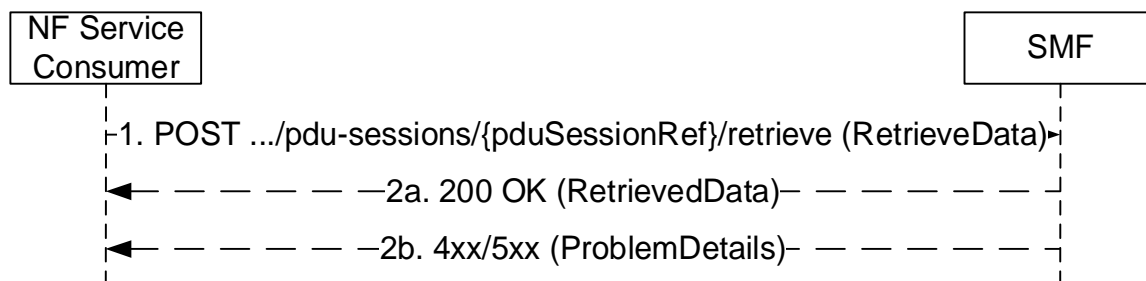 NF Service
Consumer
SMF
1. POST .../pdu-sessions/{pduSessionRef}/retrieve (RetrieveData)
2a. 200 OK (RetrievedData)
2b. 4xx/5xx (ProblemDetails)